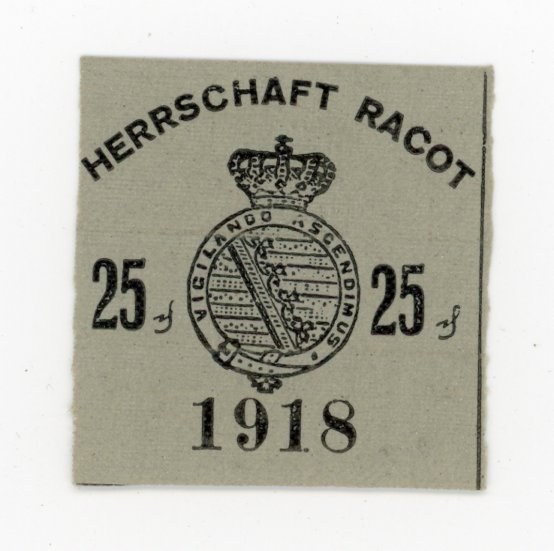 HERRSCHAFT RACOT
VIGILANDO ASCENDIMUS
25 ₰ 25 ₰
1918